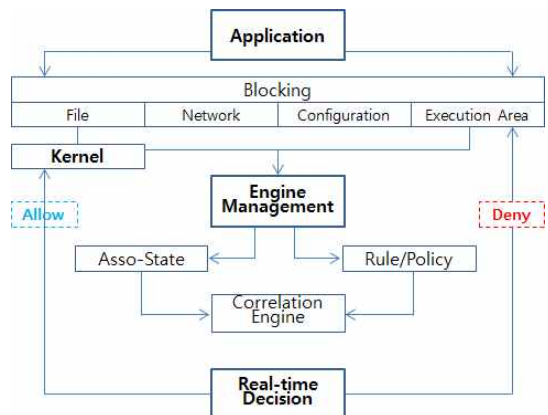 Application
Blocking
File Network Configuration Execution Area
Kernel
Engine
Management
Allow
Deny
Asso-State
Rule/Policy
Correlation
Engine
Real-time
Decision